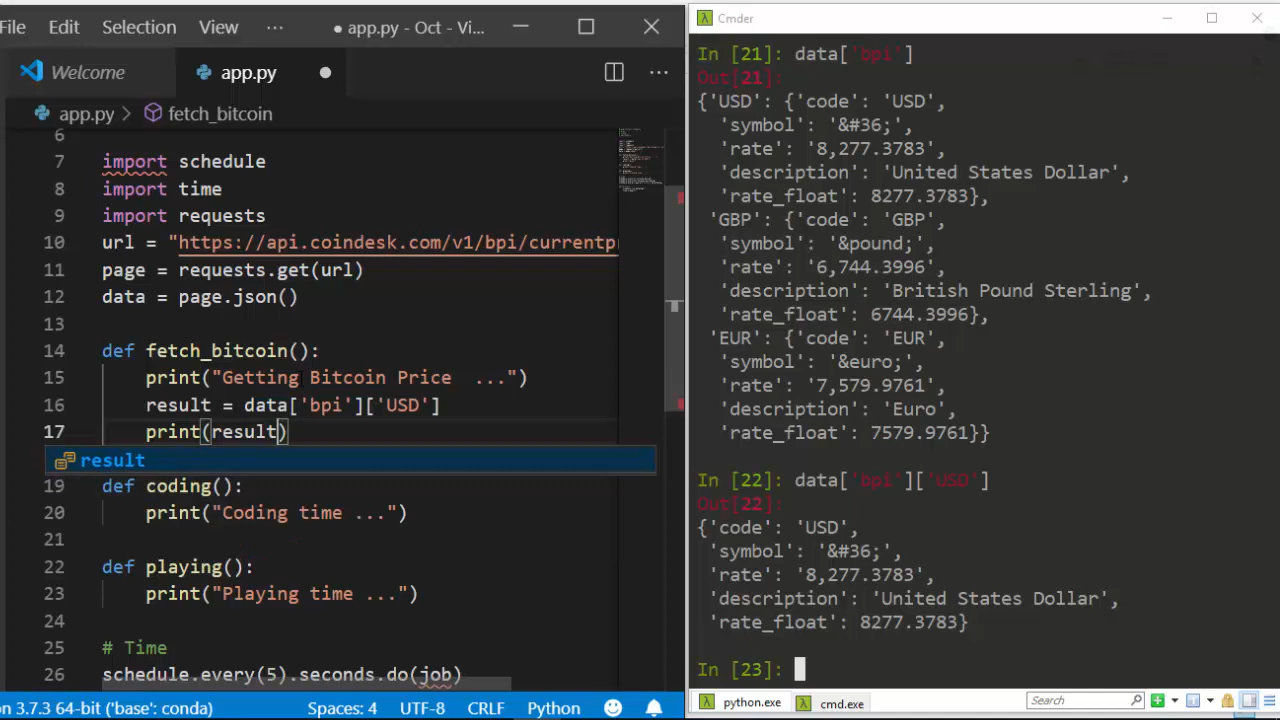 File Edit Selection View ··· ● app.py - Oct - Vi...
Welcome app.py
app.py > fetch_bitcoin
6
7 import schedule
8 import time
9 import requests
10 url = "https://api.coindesk.com/v1/bpi/currentpr
11 page = requests.get(url)
12 data = page.json()
13
14 def fetch_bitcoin():
15 print("Getting Bitcoin Price  ...")
16 result = data['bpi']['USD']
17 print(result)
result
19 def coding():
20 print("Coding time ...")
21
22 def playing():
23 print("Playing time ...")
24
25 # Time
26 schedule.every(5).seconds.do(job)
on 3.7.3 64-bit ('base': conda) Spaces: 4 UTF-8 CRLF Python
Cmder
In [21]: data['bpi']
Out[21]:
{'USD': {'code': 'USD',
'symbol': '&#36;',
'rate': '8,277.3783',
'description': 'United States Dollar',
'rate_float': 8277.3783},
'GBP': {'code': 'GBP',
'symbol': '&pound;',
'rate': '6,744.3996',
'description': 'British Pound Sterling',
'rate_float': 6744.3996},
'EUR': {'code': 'EUR',
'symbol': '&euro;',
'rate': '7,579.9761',
'description': 'Euro',
'rate_float': 7579.9761}}
In [22]: data['bpi']['USD']
Out[22]:
{'code': 'USD',
'symbol': '&#36;',
'rate': '8,277.3783',
'description': 'United States Dollar',
'rate_float': 8277.3783}
In [23]:
python.exe cmd.exe Search